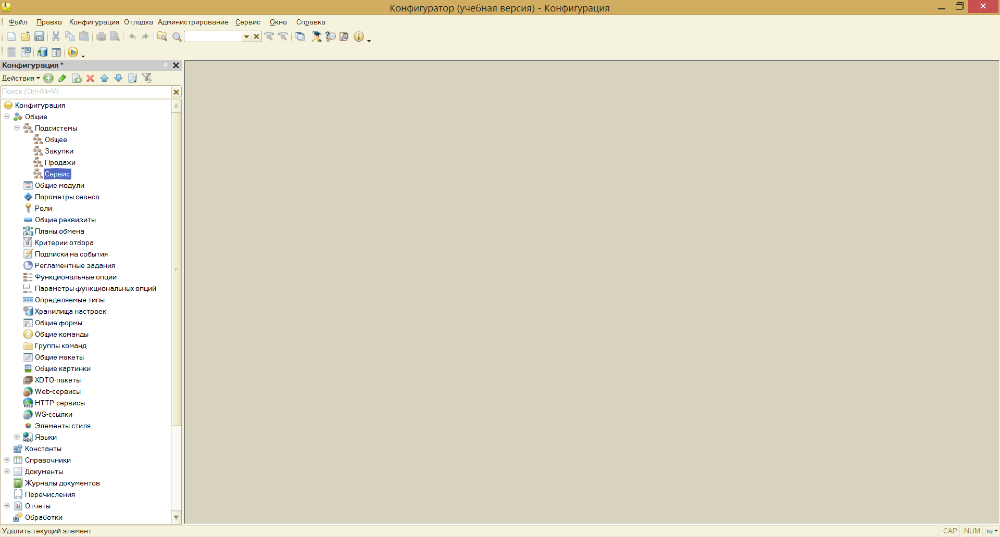 Конфигуратор (учебная версия) - Конфигурация
Файл Правка Конфигурация Отладка Администрирование Сервис Окна Справка
Конфигурация *
Действия
Поиск (Ctrl+Alt+M)
Конфигурация
Общие
Подсистемы
Общее
Закупки
Продажи
Сервис
Общие модули
Параметры сеанса
Роли
Общие реквизиты
Планы обмена
Критерии отбора
Подписки на события
Регламентные задания
Функциональные опции
Параметры функциональных опций
Определяемые типы
Хранилища настроек
Общие формы
Общие команды
Группы команд
Общие макеты
Общие картинки
XDTO-пакеты
Web-сервисы
HTTP-сервисы
WS-ссылки
Элементы стиля
Языки
Константы
Справочники
Документы
Журналы документов
Перечисления
Отчеты
Обработки
Удалить текущий элемент CAP NUM ru